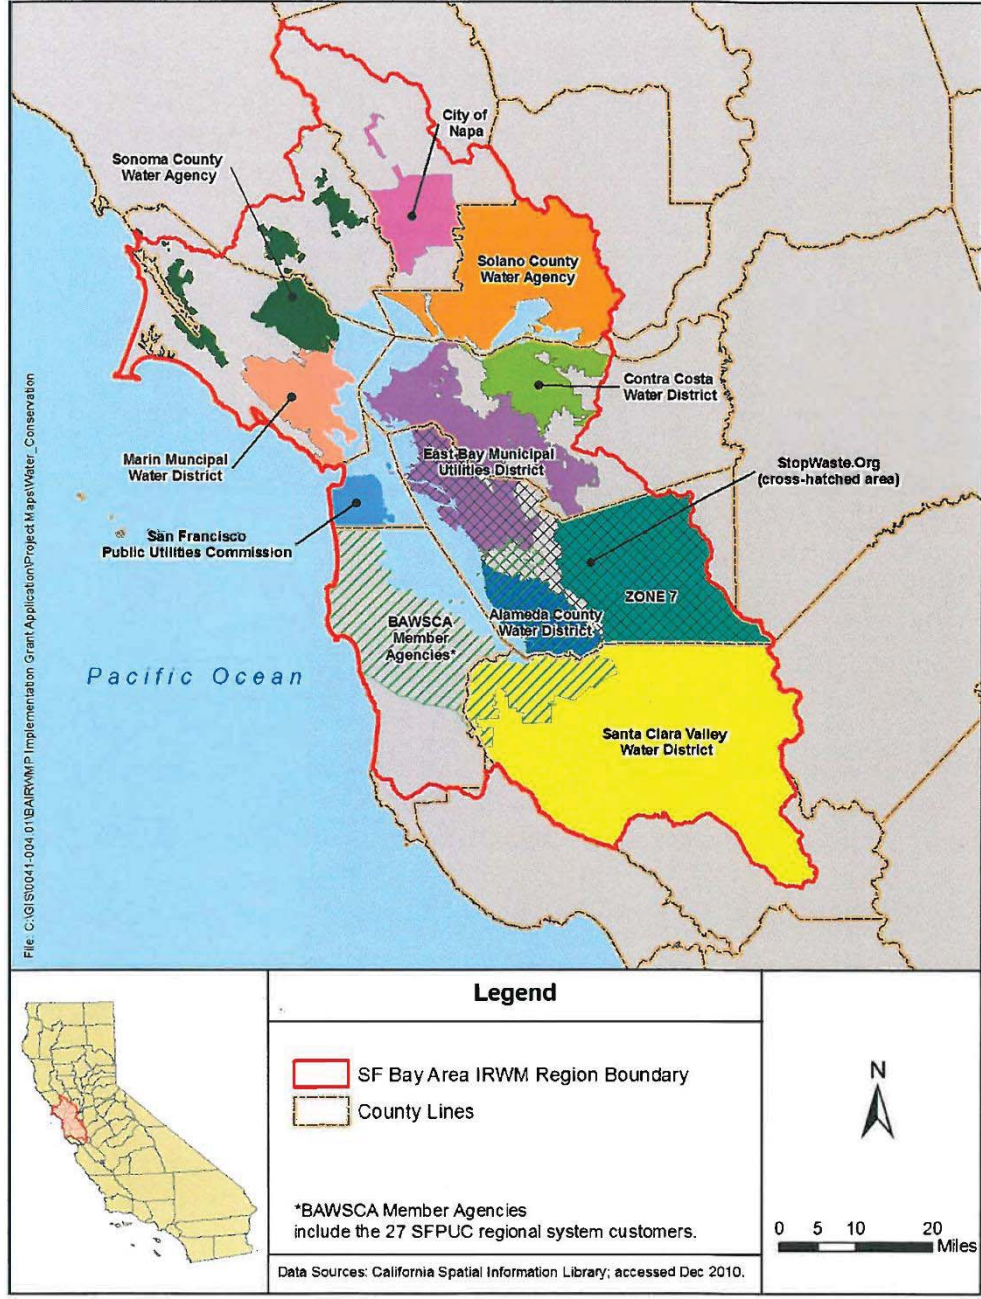 City of
Napa
Sonoma County
Water Agency
Solano County
Water Agency
Contra Costa
Water District
Marin Muncipal
Water District
East Bay Municipal
Utilities District
StopWaste.Org
(cross-hatched area)
San Francisco
Public Utilities Commission
ZONE 7
Alameda County
Water District
BAWSCA
Member
Agencies*
Pacific Ocean
Santa Clara Valley
Water District
File: C:\GIS\0041-004.01\BAIRWMP Implementation Grant Application\Project Maps\Water_Conservation
Legend
SF Bay Area IRWM Region Boundary
County Lines
*BAWSCA Member Agencies
include the 27 SFPUC regional system customers.
Data Sources: California Spatial Information Library; accessed Dec 2010.
N
0 5 10 20
Miles